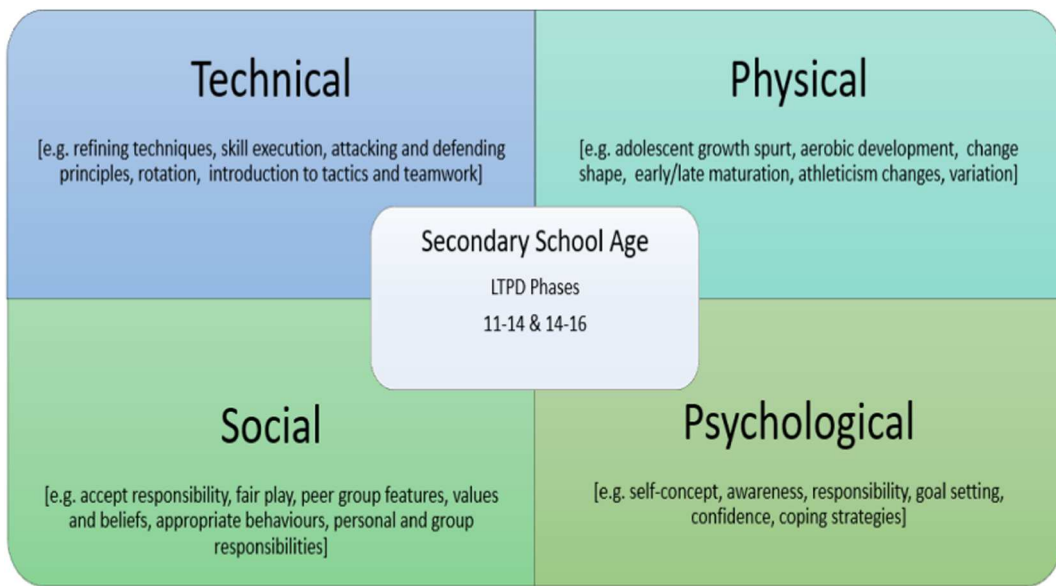 Technical
[e.g. refining techniques, skill execution, attacking and defending
principles, rotation, introduction to tactics and teamwork]
Physical
[e.g. adolescent growth spurt, aerobic development, change
shape, early/late maturation, athleticism changes, variation]
Secondary School Age
LTPD Phases
11-14 & 14-16
Social
[e.g. accept responsibility, fair play, peer group features, values
and beliefs, appropriate behaviours, personal and group
responsibilities]
Psychological
[e.g. self-concept, awareness, responsibility, goal setting,
confidence, coping strategies]